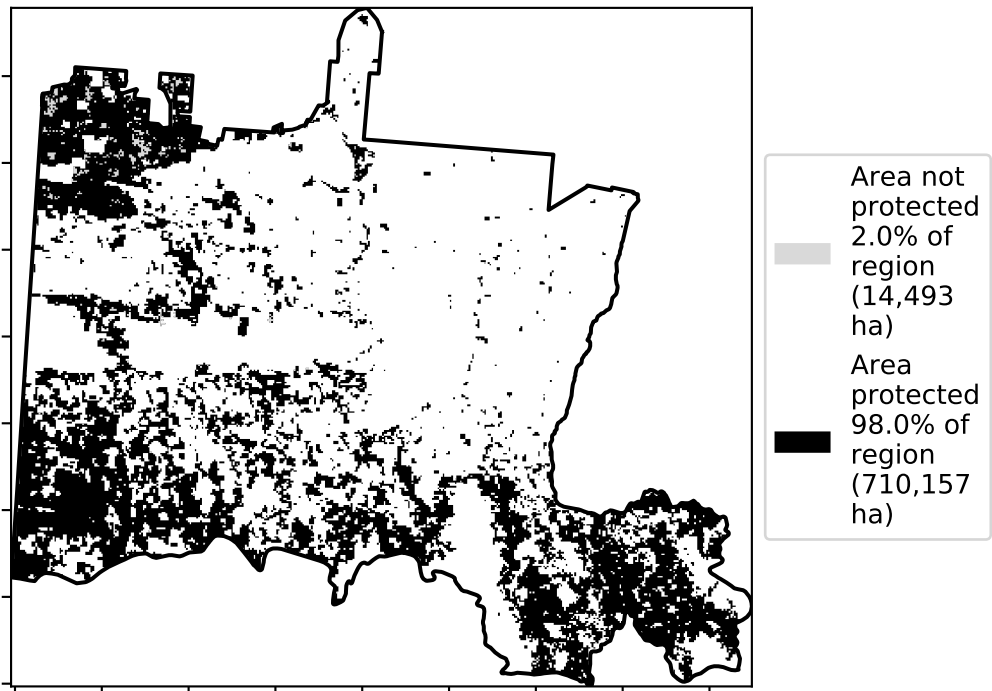 Area not
protected
2.0% of
region
(14,493
ha)
Area
protected
98.0% of
region
(710,157
ha)